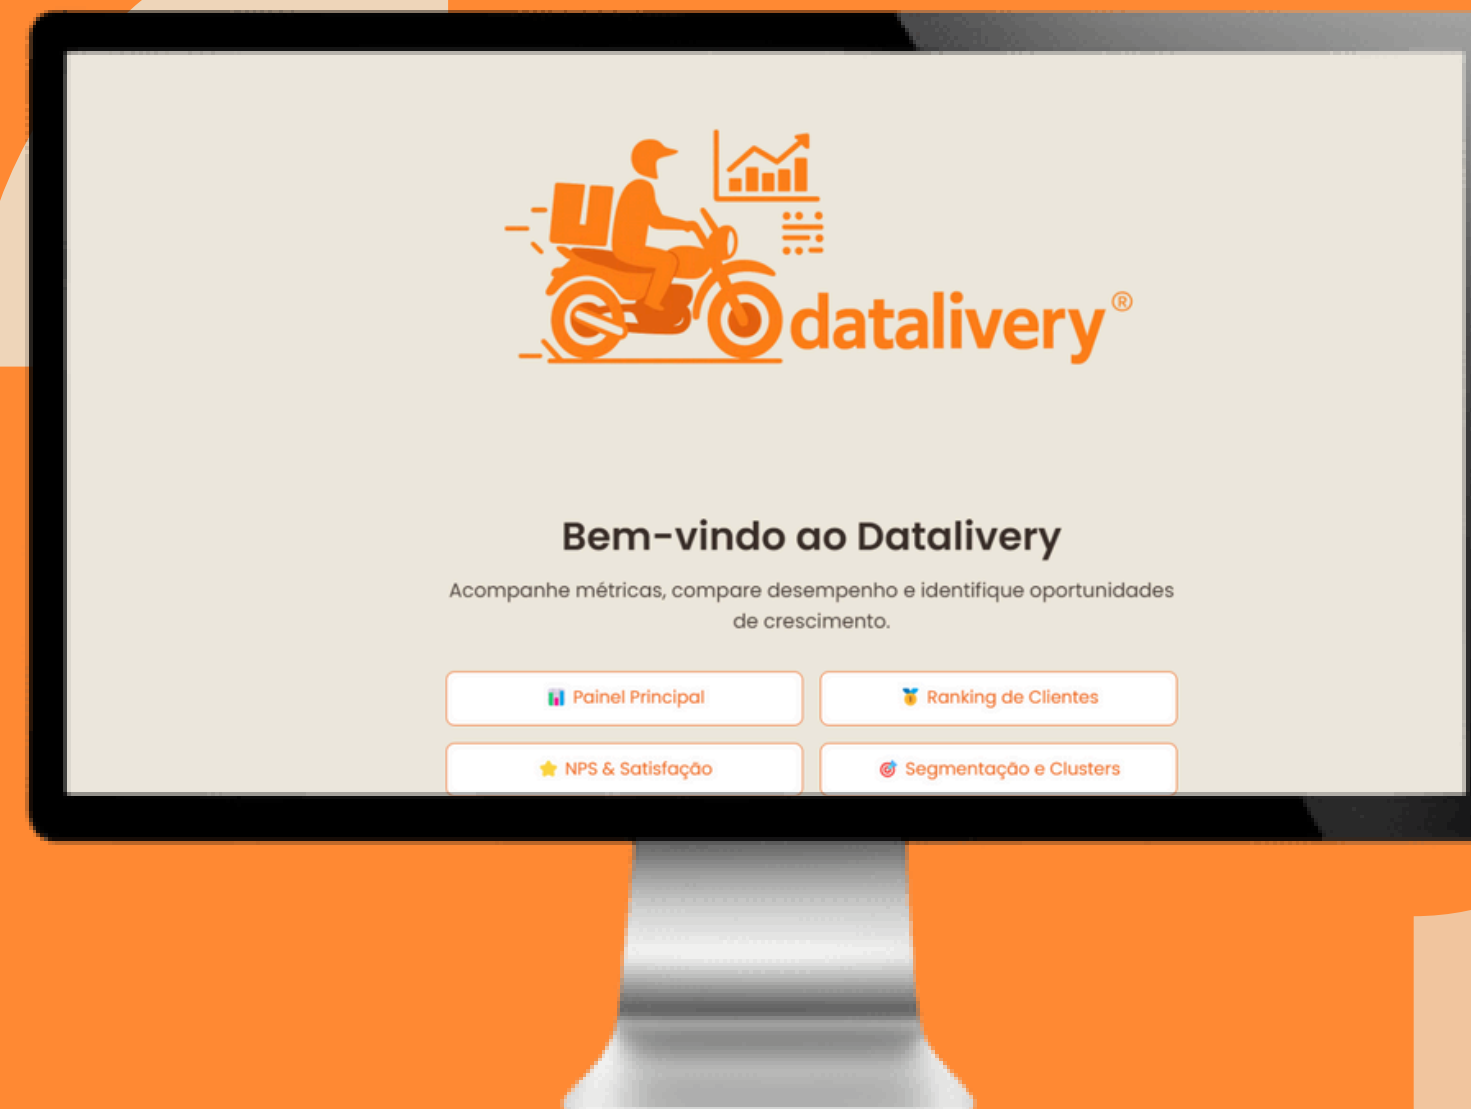 datalivery®
Bem-vindo ao Datalivery
Acompanhe métricas, compare desempenho e identifique oportunidades
de crescimento.
Painel Principal
Ranking de Clientes
NPS & Satisfação
Segmentação e Clusters